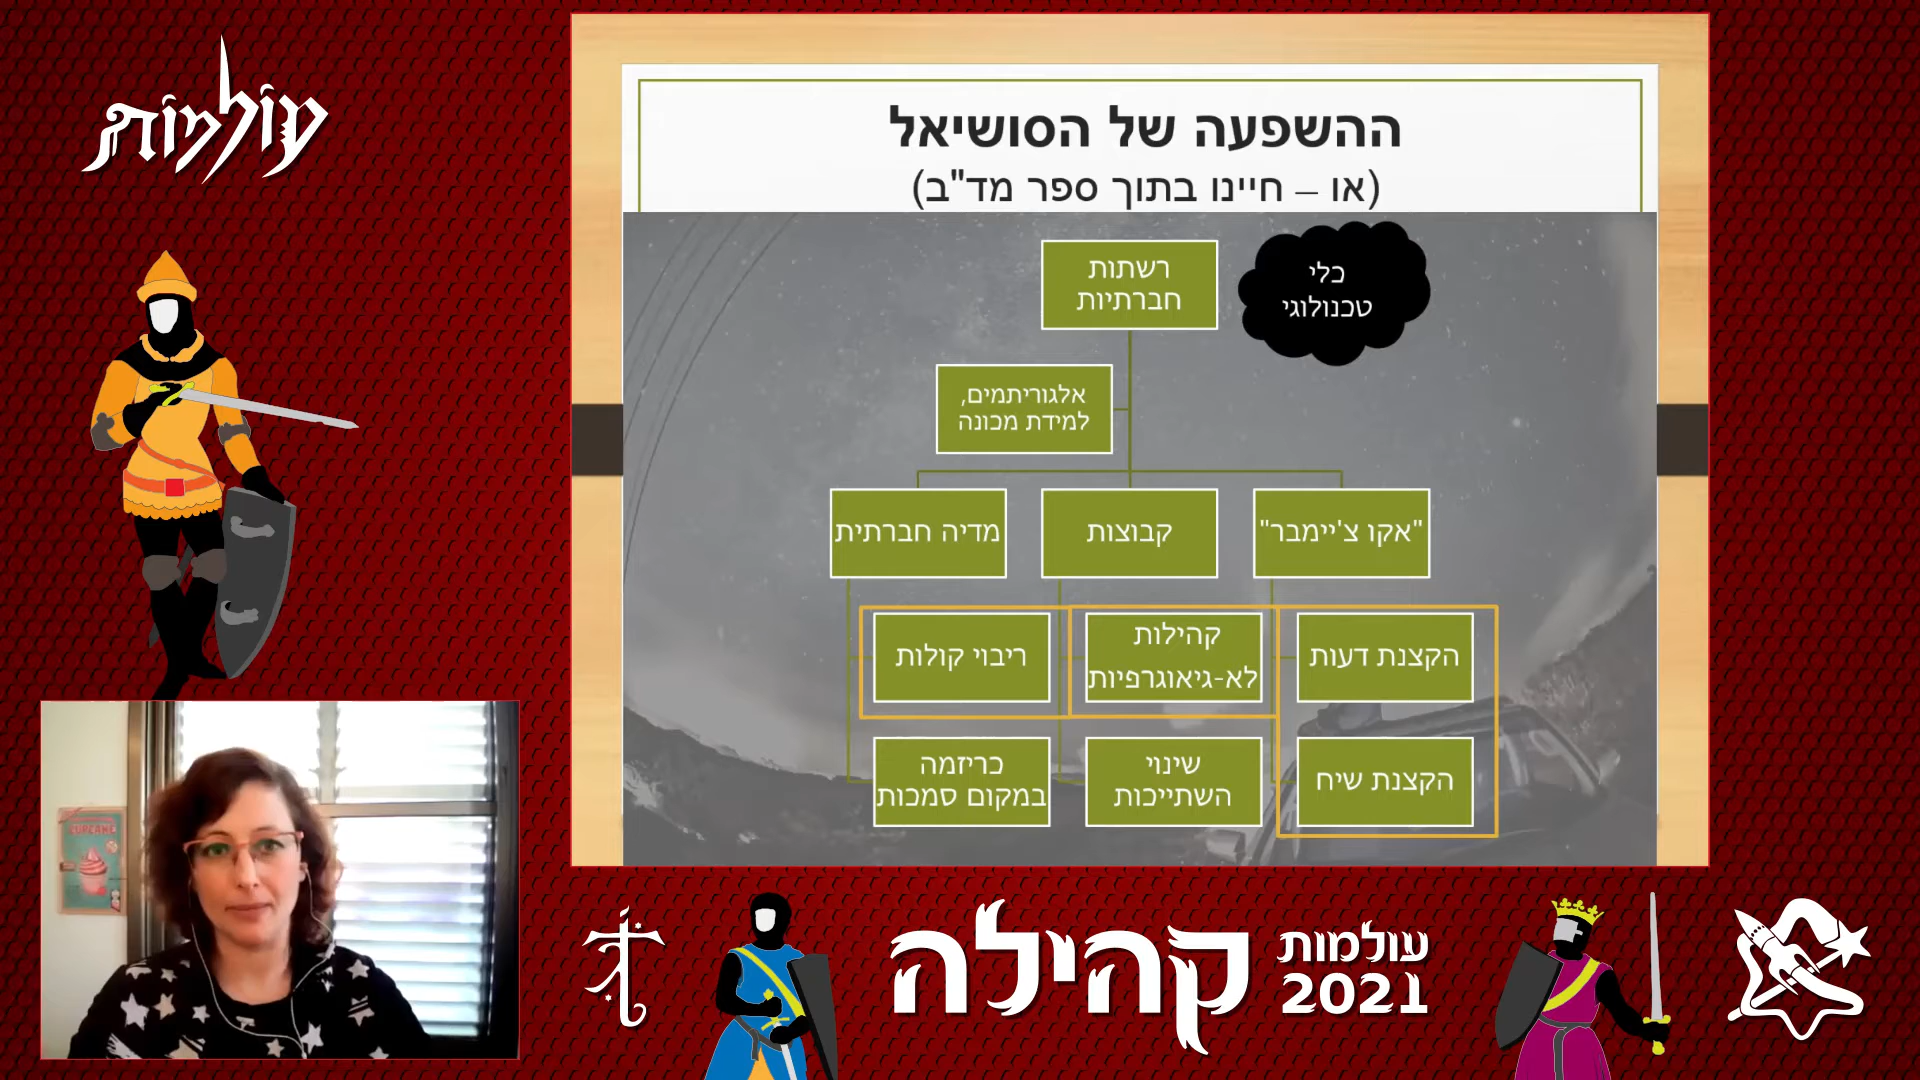 עולמות
ההשפעה של הסושיאל
(או – חיינו בתוך ספר מד"ב)
רשתות
חברתיות
כלי
טכנולוגי
אלגוריתמים,
למידת מכונה
"אקו צ'יימבר"
קבוצות
מדיה חברתית
הקצנת דעות
קהילות
לא-גיאוגרפיות
ריבוי קולות
הקצנת שיח
שינוי
השתייכות
כריזמה
במקום סמכות
CUPCAKE
עולמות
2021
קהילה